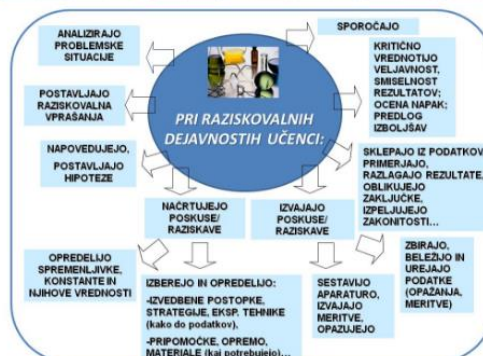 ANALIZIRAJO
PROBLEMSKE
SITUACIJE
SPOROČAJO
KRITIČNO
VREDNOTIJO
VELJAVNOST,
SMISELNOST
REZULTATOV;
OCENA NAPAK;
PREDLOG
IZBOLJŠAV
POSTAVLJAJO
RAZISKOVALNA
VPRAŠANJA
PRI RAZISKOVALNIH
DEJAVNOSTIH UČENCI:
NAPOVEDUJEJO,
POSTAVLJAJO
HIPOTEZE
SKLEPAJO IZ PODATKOV,
PRIMERJAJO,
RAZLAGAJO REZULTATE,
OBLIKUJEJO
ZAKLJUČKE,
IZPELJUJEJO
ZAKONITOSTI...
NAČRTUJEJO
POSKUSE/
RAZISKAVE
IZVAJAJO
POSKUSE/
RAZISKAVE
OPREDELIJO
SPREMENLJIVKE,
KONSTANTE IN
NJIHOVE VREDNOSTI
IZBEREJO IN OPREDELIJO:
-IZVEDBENE POSTOPKE,
STRATEGIJE, EKSP. TEHNIKE
(kako do podatkov),
-PRIPOMOČKE, OPREMO,
MATERIALE (kaj potrebujejo)...
SESTAVIJO
APARATURO,
IZVAJAJO
MERITVE,
OPAZUJEJO
ZBIRAJO,
BELEŽIJO IN
UREJAJO
PODATKE
(OPAŽANJA,
MERITVE)